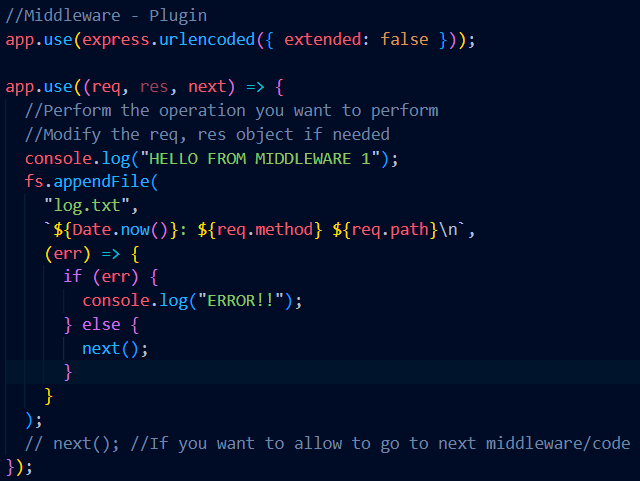 //Middleware - Plugin
app.use(express.urlencoded({ extended: false }));

app.use((req, res, next) => {
  //Perform the operation you want to perform
  //Modify the req, res object if needed
  console.log("HELLO FROM MIDDLEWARE 1");
  fs.appendFile(
    "log.txt",
    `${Date.now()}: ${req.method} ${req.path}\n`,
    (err) => {
      if (err) {
        console.log("ERROR!!");
      } else {
        next();
      }
    }
  );
  // next(); //If you want to allow to go to next middleware/code
});